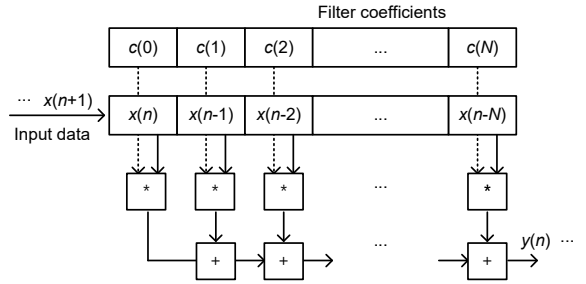 Filter coefficients
c(0) c(1) c(2) ... c(N)
... x(n+1)
Input data
x(n) x(n-1) x(n-2) ... x(n-N)
* * * ... *
y(n) ...
+ + ... +